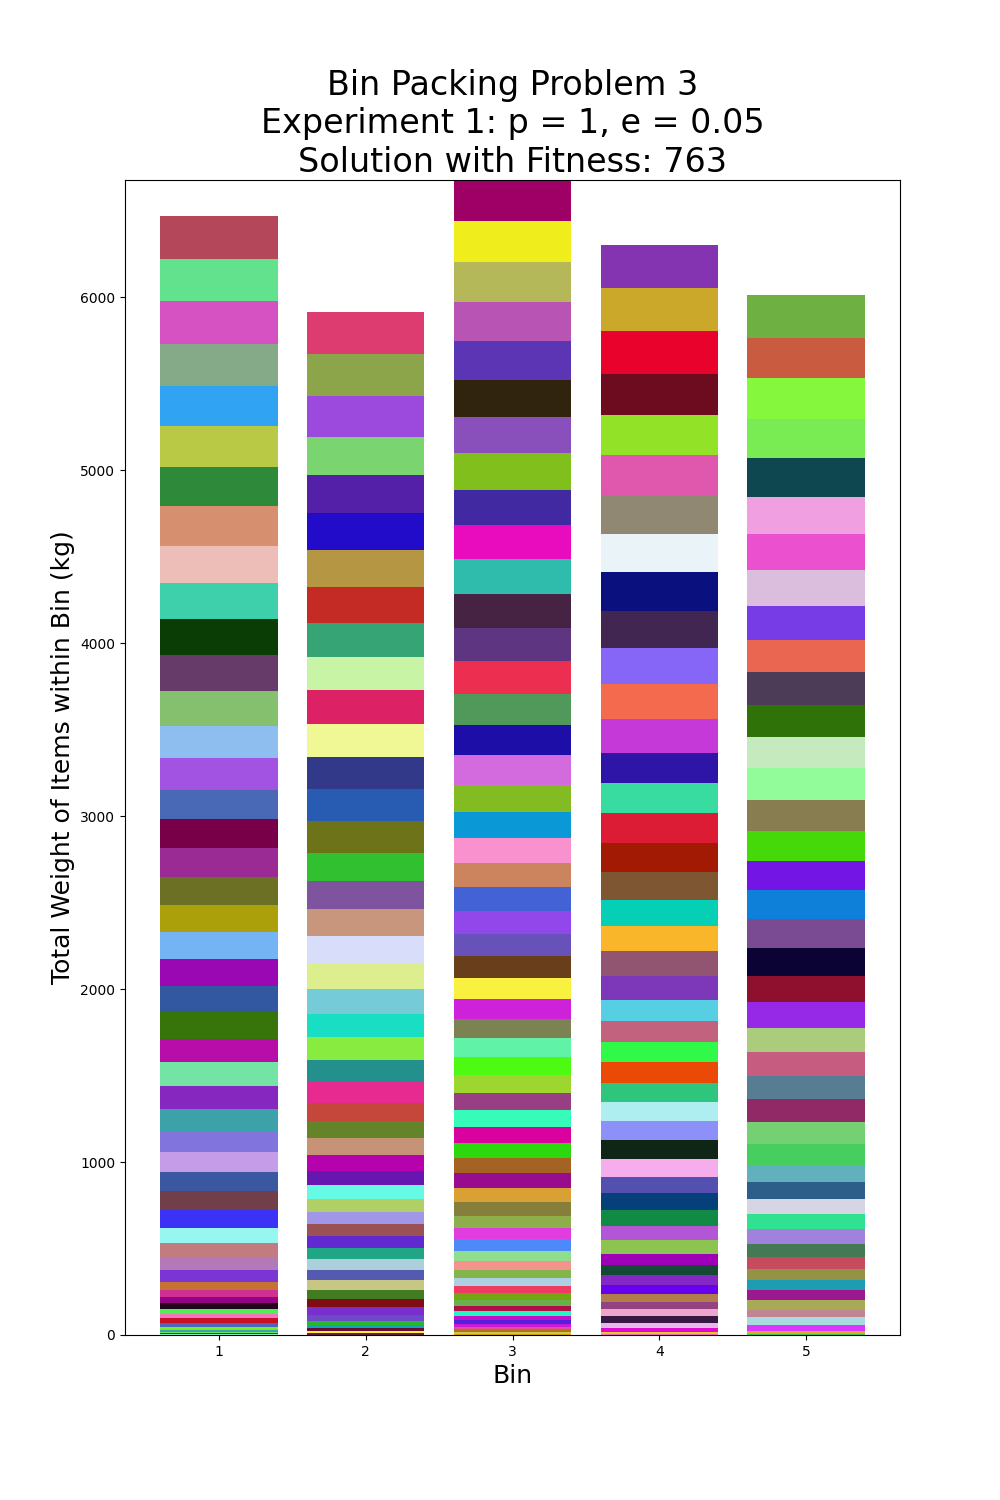 Bin Packing Problem 3
Experiment 1: p = 1, e = 0.05
Solution with Fitness: 763
Total Weight of Items within Bin (kg)
6000
5000
4000
3000
2000
1000
0
1 2 3 4 5
Bin